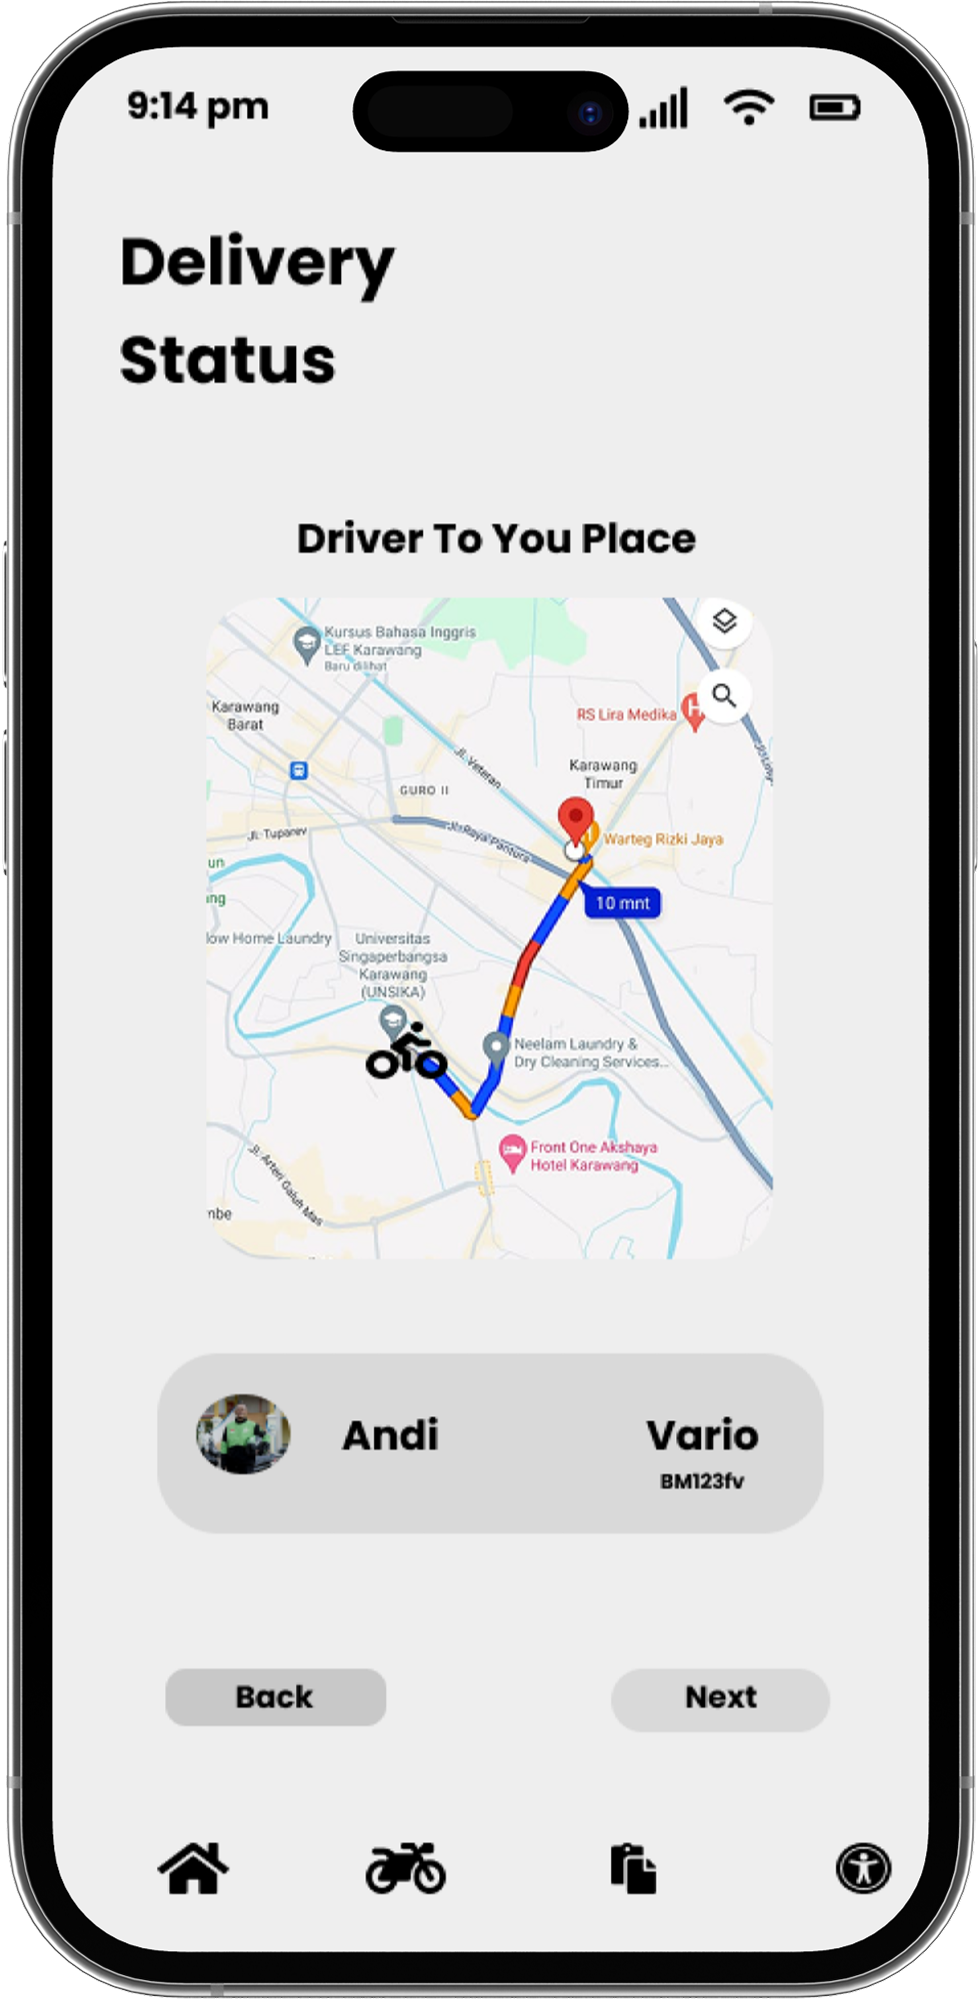 9:14 pm
Delivery
Status
Driver To You Place
Kursus Bahasa Inggris
LEF Karawang
Baru dilihat
Karawang
Barat
RS Lira Medika
H
Jl. Veteran
Karawang
Timur
GURO II
Jl. Tuparev
Jl. Raya Pantura
Warteg Rizki Jaya
un
ng
10 mnt
low Home Laundry
Universitas
Singaperbangsa
Karawang
(UNSIKA)
Neelam Laundry &
Dry Cleaning Services...
Front One Akshaya
Hotel Karawang
Jl. Arteri Galuh Mas
mbe
Andi
Vario
BM123fv
Back
Next